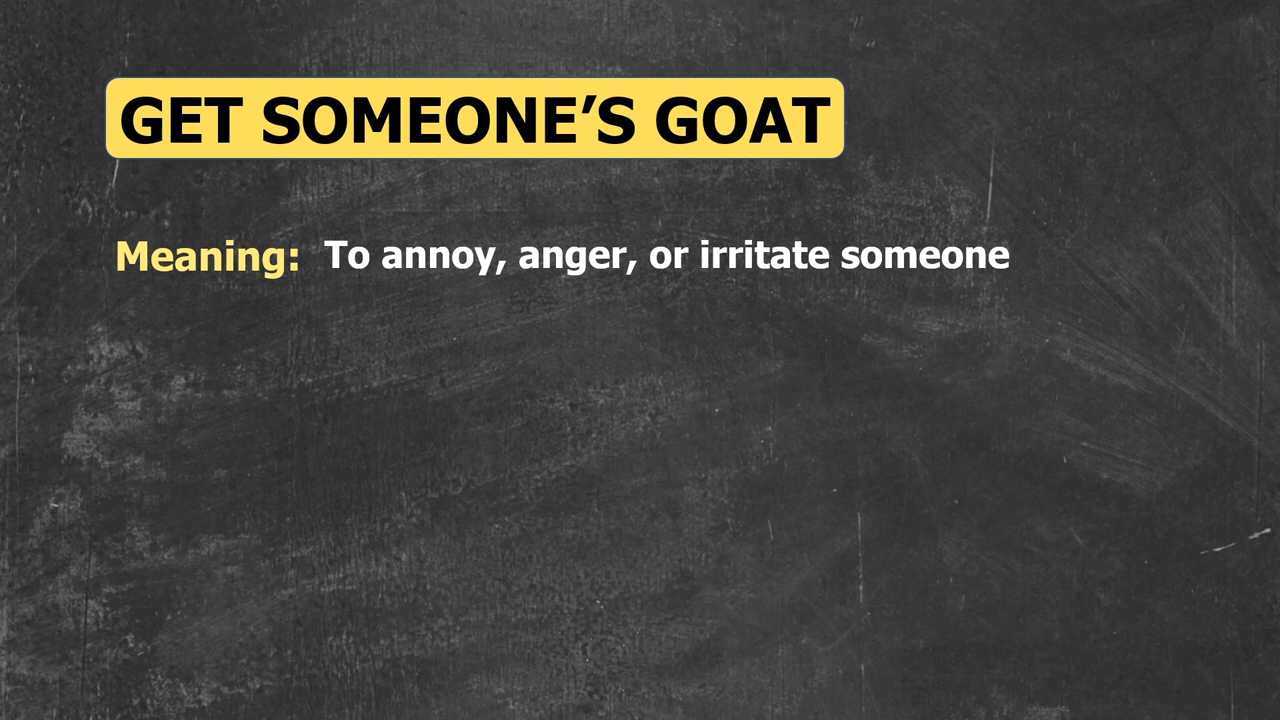 GET SOMEONE’S GOAT
Meaning: To annoy, anger, or irritate someone